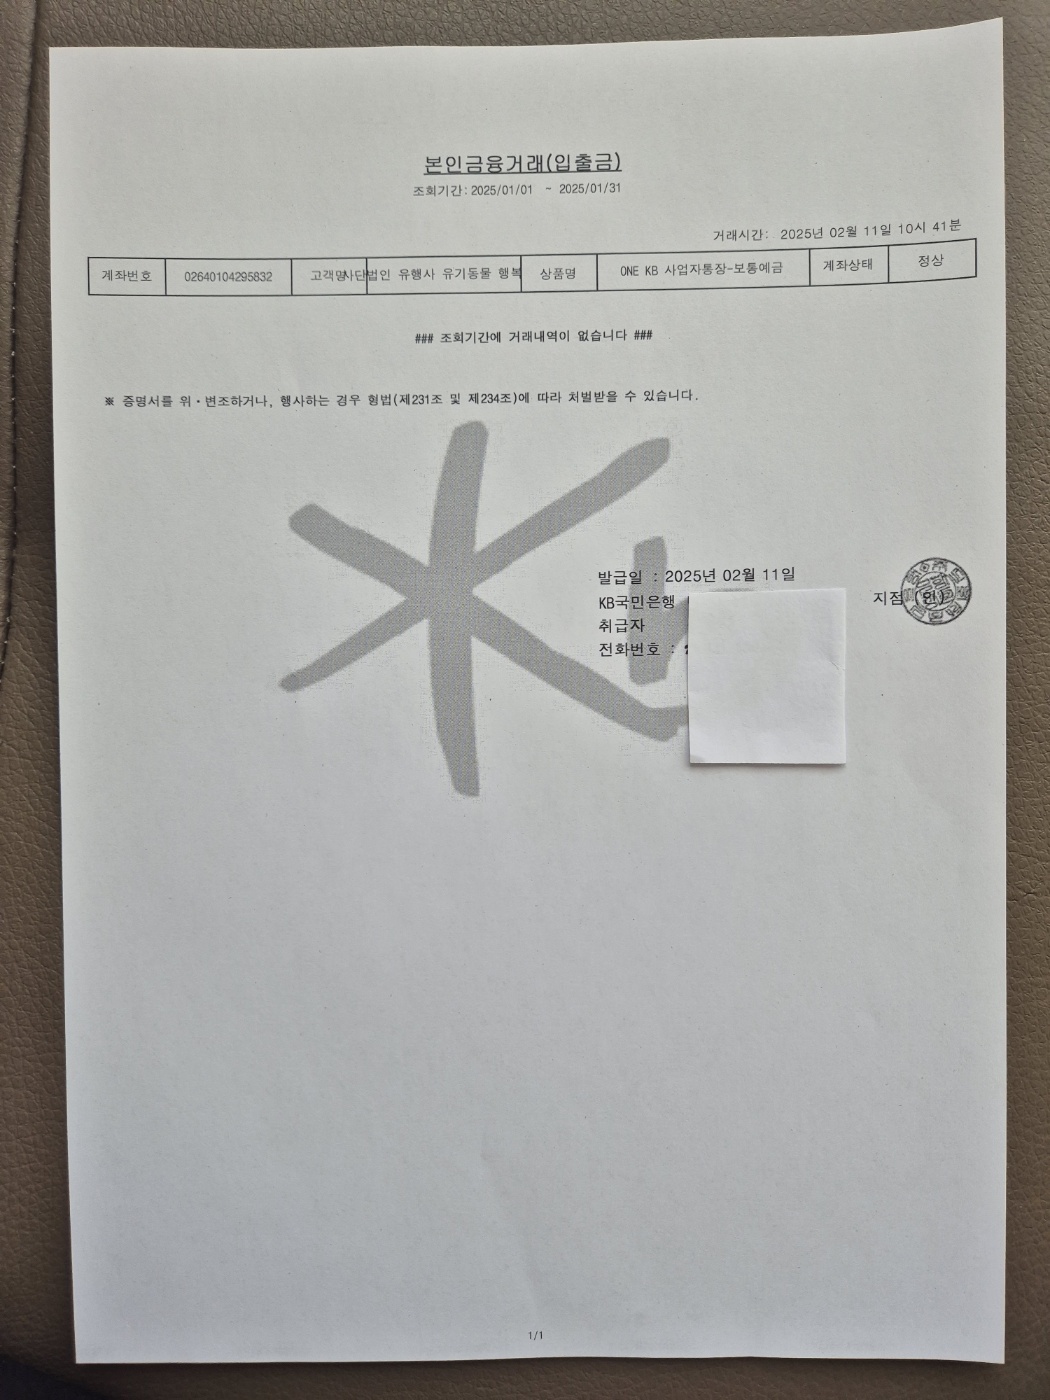 본인금융거래(입출금)
조회기간:2025/01/01 ~ 2025/01/31
거래시간: 2025년 02월 11일 10시 41분
계좌번호 02640104295832 고객명 사단법인 유행사 유기동물 행복 상품명 ONE KB 사업자통장-보통예금 계좌상태 정상
### 조회기간에 거래내역이 없습니다 ###
※ 증명서를 위·변조하거나, 행사하는 경우 형법(제231조 및 제234조)에 따라 처벌받을 수 있습니다.
발급일 : 2025년 02월 11일
KB국민은행 지점 (인)
취급자
전화번호 :
1/1